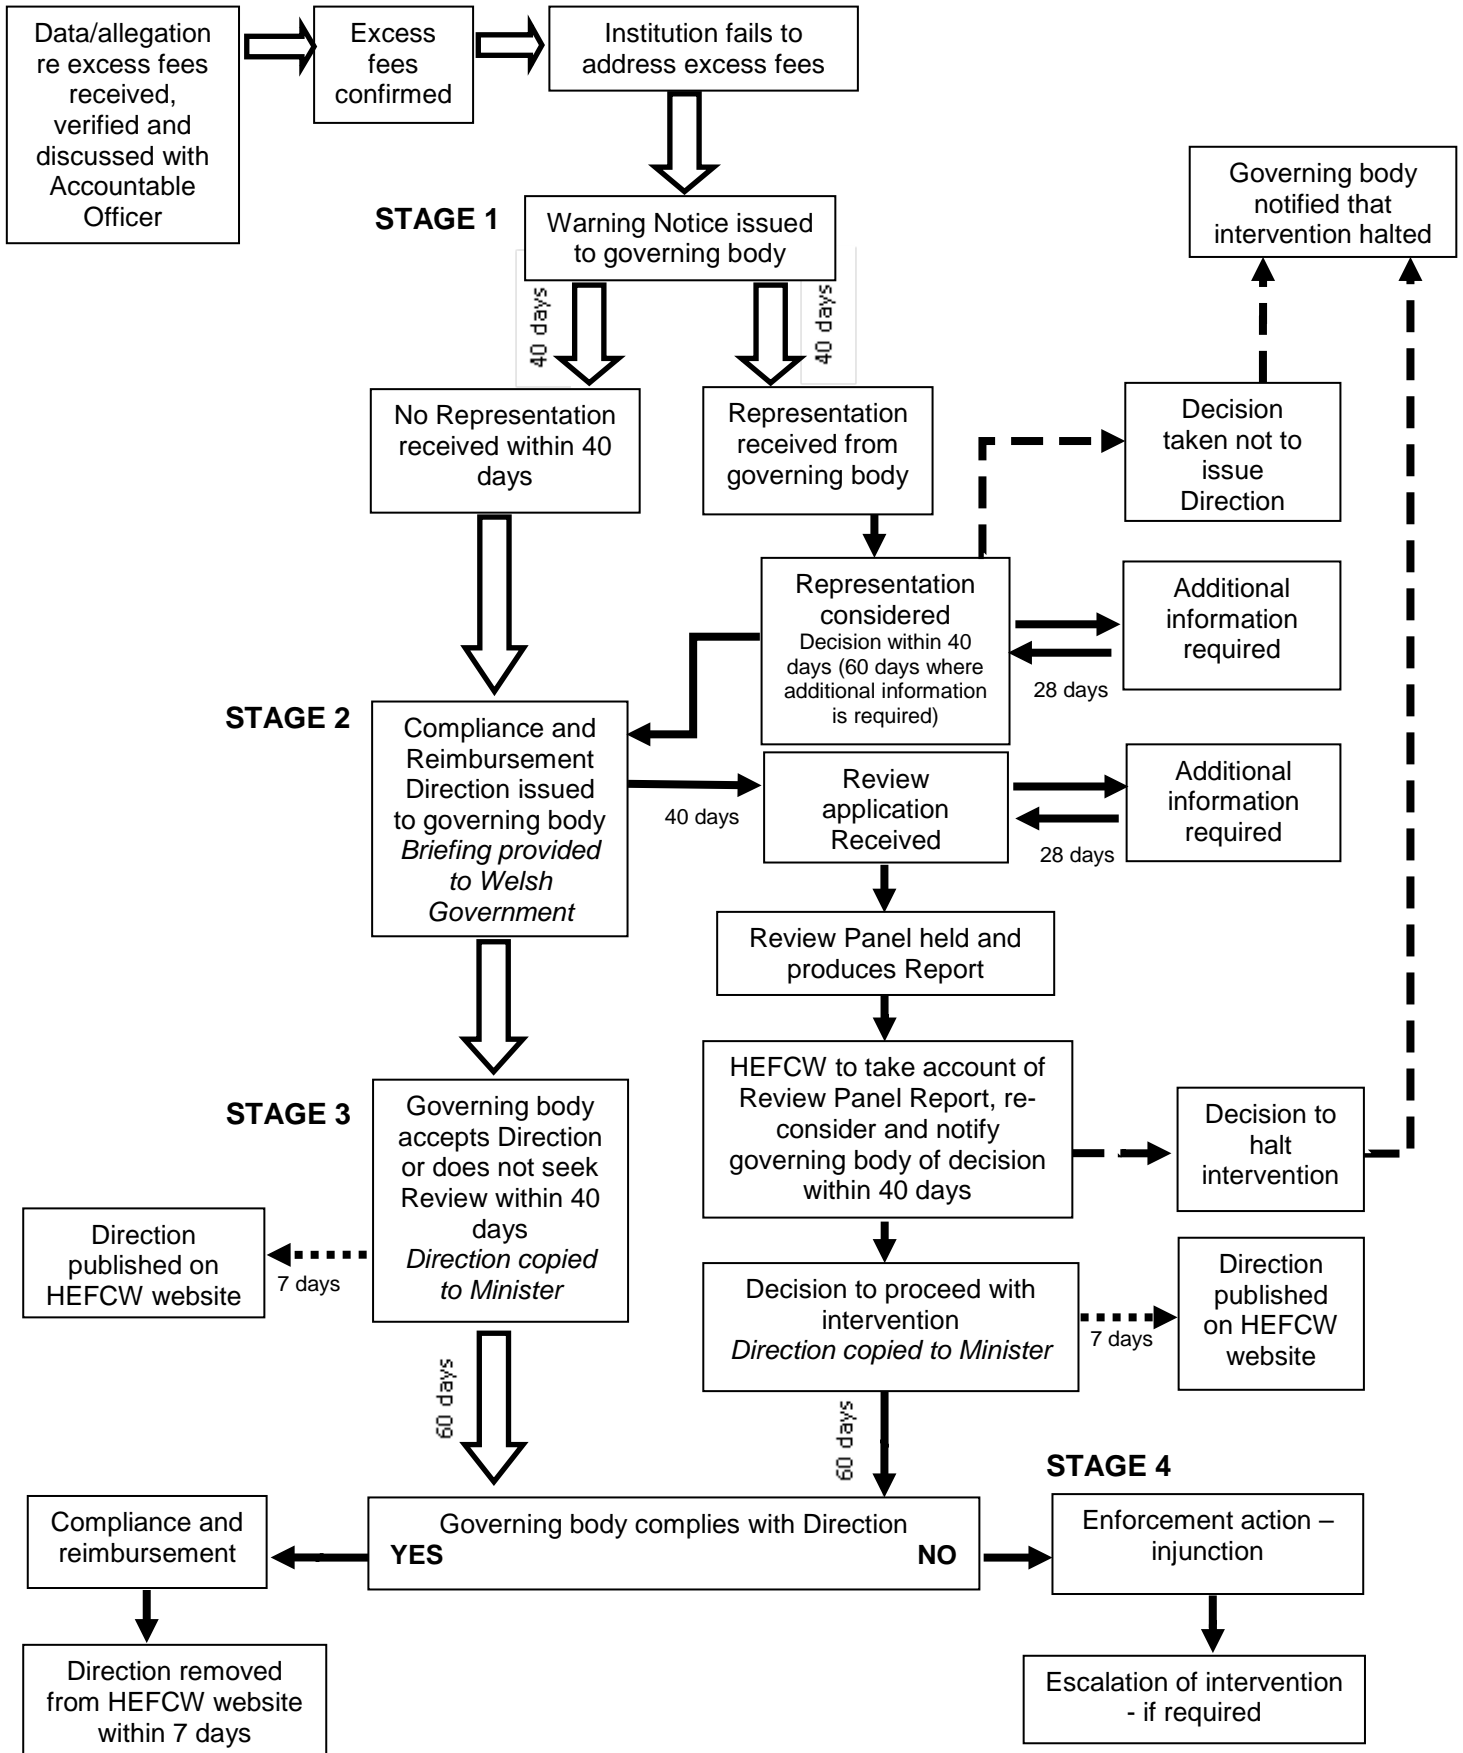 Data/allegation
re excess fees
received,
verified and
discussed with
Accountable
Officer
Excess
fees
confirmed
Institution fails to
address excess fees
Governing body
notified that
intervention halted
STAGE 1
Warning Notice issued
to governing body
40 days
40 days
No Representation
received within 40
days
Representation
received from
governing body
Decision
taken not to
issue
Direction
Representation
considered
Decision within 40
days (60 days where
additional information
is required)
Additional
information
required
28 days
STAGE 2
Compliance and
Reimbursement
Direction issued
to governing body
Briefing provided
to Welsh
Government
40 days
Review
application
Received
Additional
information
required
28 days
Review Panel held and
produces Report
STAGE 3
Governing body
accepts Direction
or does not seek
Review within 40
days
Direction copied
to Minister
HEFCW to take account of
Review Panel Report, re-
consider and notify
governing body of decision
within 40 days
Decision to
halt
intervention
Direction
published on
HEFCW website
7 days
Decision to proceed with
intervention
Direction copied to Minister
7 days
Direction
published
on HEFCW
website
60 days
60 days
STAGE 4
Compliance and
reimbursement
Governing body complies with Direction
YES NO
Enforcement action –
injunction
Direction removed
from HEFCW website
within 7 days
Escalation of intervention
- if required